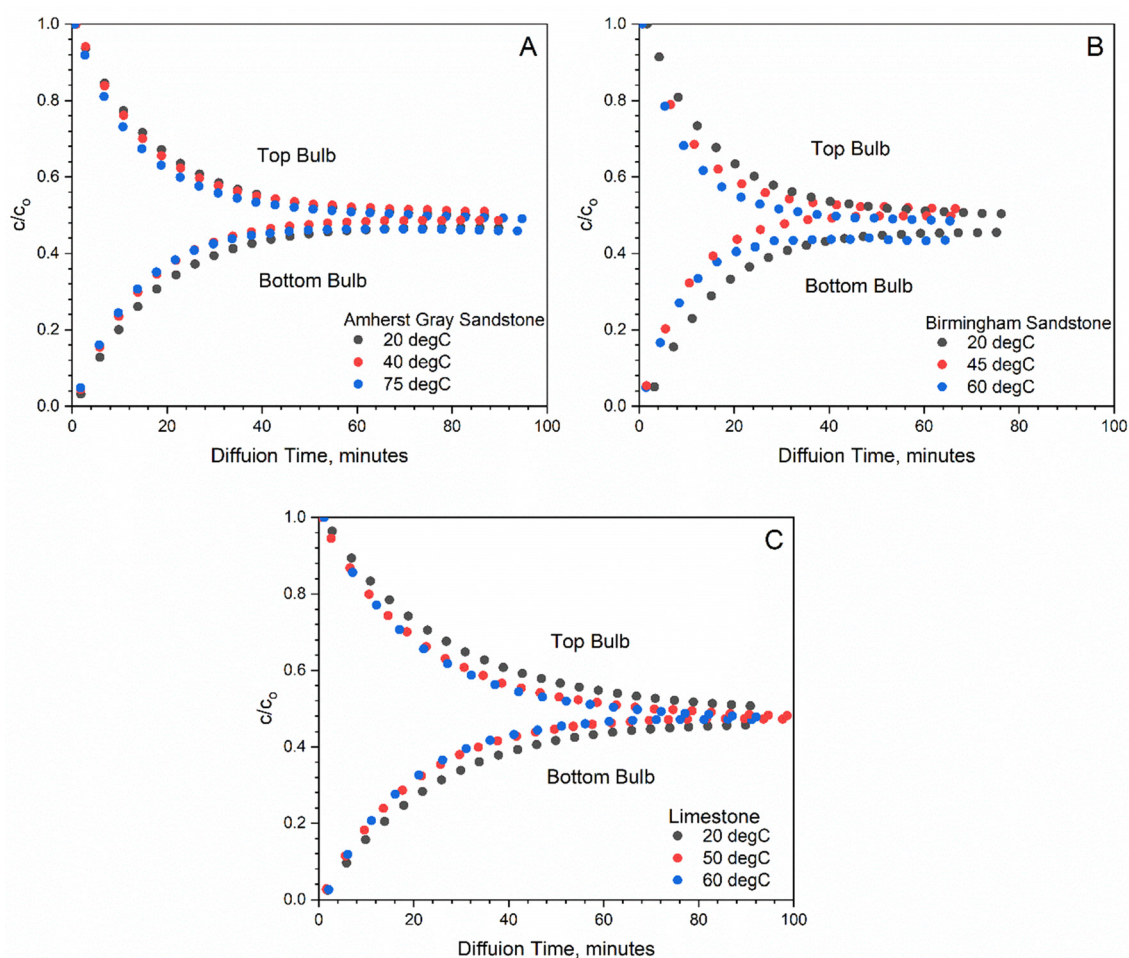 A
1.0
0.8
0.6
0.4
0.2
0.0
c/co
Top Bulb
Bottom Bulb
Amherst Gray Sandstone
20 degC
40 degC
75 degC
0 20 40 60 80 100
Diffuion Time, minutes
B
1.0
0.8
0.6
0.4
0.2
0.0
c/co
Top Bulb
Bottom Bulb
Birmingham Sandstone
20 degC
45 degC
60 degC
0 20 40 60 80 100
Diffuion Time, minutes
C
1.0
0.8
0.6
0.4
0.2
0.0
c/co
Top Bulb
Bottom Bulb
Limestone
20 degC
50 degC
60 degC
0 20 40 60 80 100
Diffuion Time, minutes